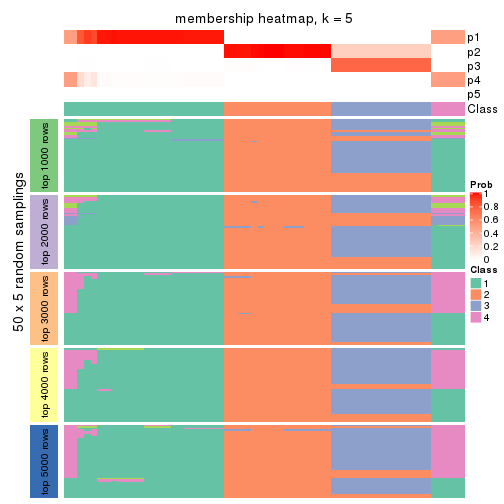 membership heatmap, k = 5
p1
p2
p3
p4
p5
Class
50 x 5 random samplings
top 1000 rows
top 2000 rows
top 3000 rows
top 4000 rows
top 5000 rows
Prob
1
0.8
0.6
0.4
0.2
0
Class
1
2
3
4